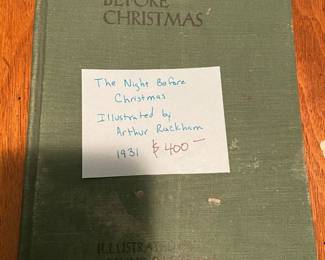 BEFORE
CHRISTMAS
The Night Before
Christmas
Illustrated by
Arthur Rackham
1931 $400—
ILLUSTRATED